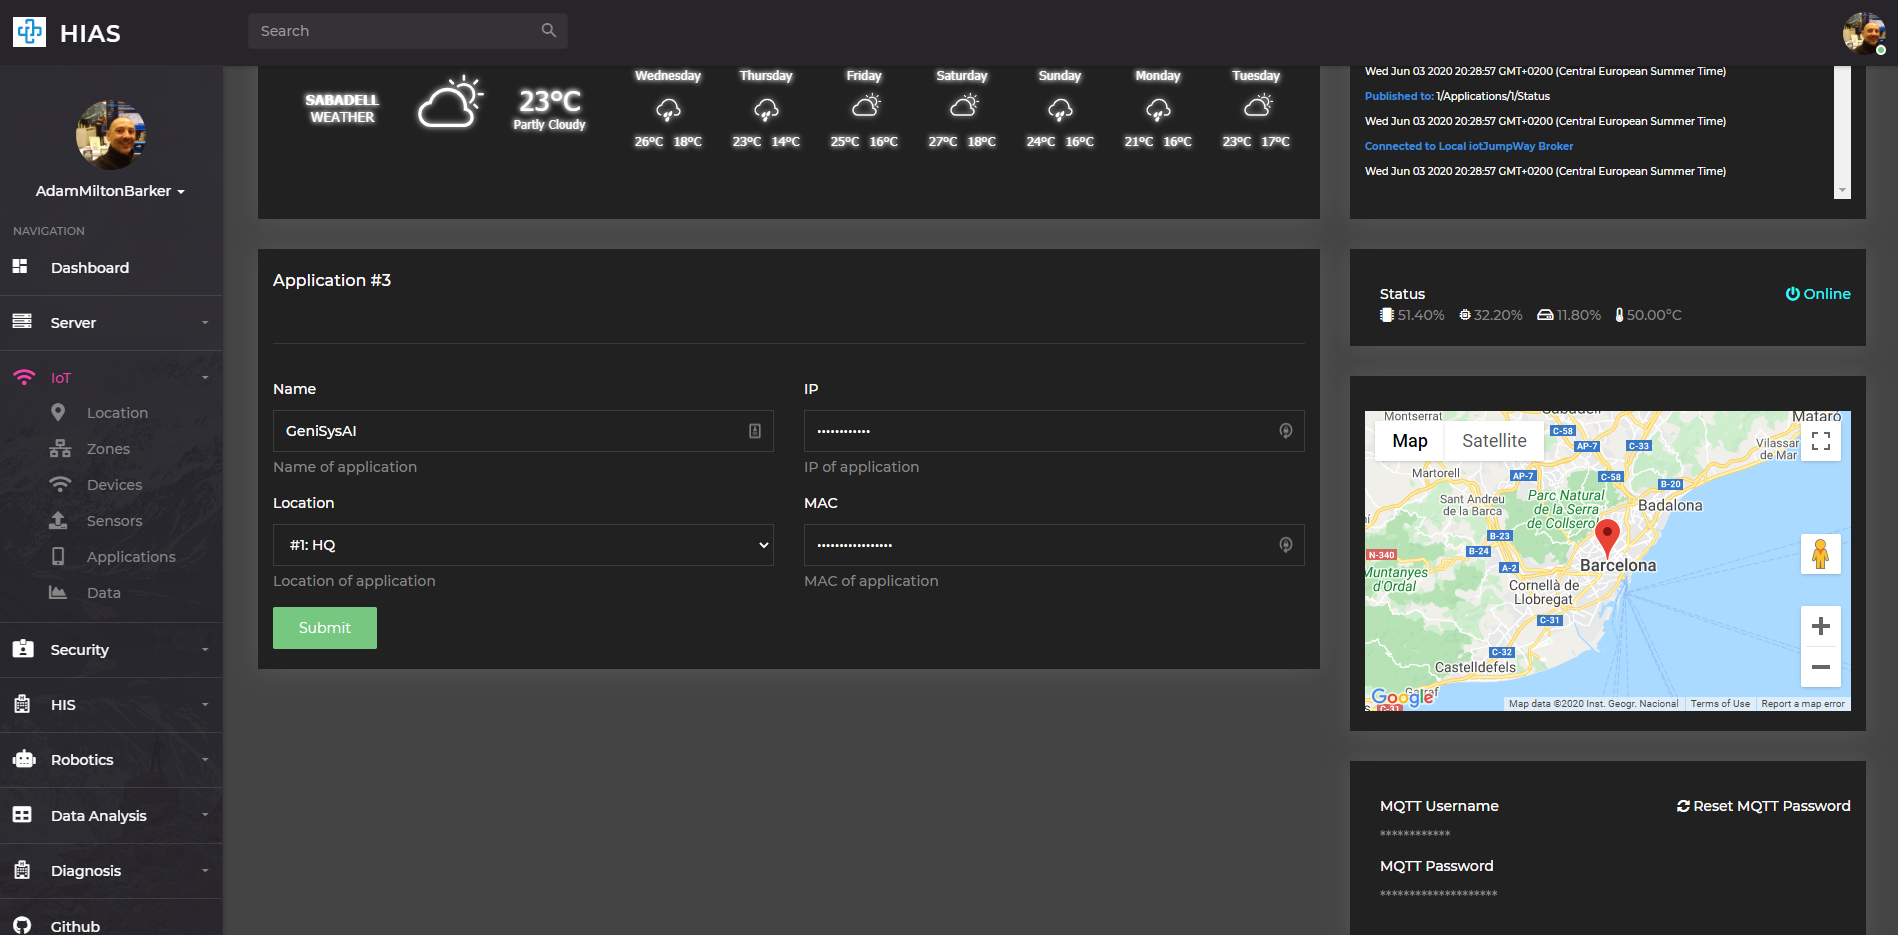 HIAS
Search
AdamMiltonBarker
NAVIGATION
Dashboard
Server
IoT
Location
Zones
Devices
Sensors
Applications
Data
Security
HIS
Robotics
Data Analysis
Diagnosis
Github
SABADELL
WEATHER
23°C
Partly Cloudy
Wednesday Thursday Friday Saturday Sunday Monday Tuesday
26°C 18°C 23°C 14°C 25°C 16°C 27°C 18°C 24°C 16°C 21°C 16°C 23°C 17°C
Wed Jun 03 2020 20:28:57 GMT+0200 (Central European Summer Time)
Published to: 1/Applications/1/Status
Wed Jun 03 2020 20:28:57 GMT+0200 (Central European Summer Time)
Connected to Local iotJumpWay Broker
Wed Jun 03 2020 20:28:57 GMT+0200 (Central European Summer Time)
Application #3
Name
GeniSysAI
Name of application
IP
••••••••••••
IP of application
Location
#1: HQ
Location of application
MAC
•••••••••••••••••
MAC of application
Submit
Status
Online
51.40% 32.20% 11.80% 50.00°C
Montserrat
Mataró
Map Satellite
C-58
AP-7
C-33
Vilassar
de Mar
Martorell
AP-7
C-58
B-20
Sant Andreu
de la Barca
Parc Natural
de la Serra
de Collserol
Badalona
B-23
N-340
B-24
A-2
Barcelona
Muntanyes
d'Ordal
Cornellà de
Llobregat
C-31
C-32
Castelldefels
Google
C-31
Map data ©2020 Inst. Geogr. Nacional
Terms of Use
Report a map error
MQTT Username
Reset MQTT Password
************
MQTT Password
********************